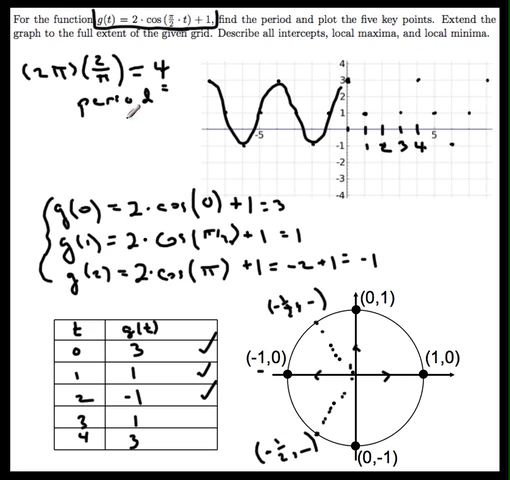 For the function g(t) = 2 · cos(π/2 · t) + 1, find the period and plot the five key points. Extend the
graph to the full extent of the given grid. Describe all intercepts, local maxima, and local minima.
(2π)(2/π) = 4
period
4
3
2
1
-5
5
-1
-2
-3
-4
1 2 3 4
g(0) = 2 · cos(0) + 1 = 3
g(1) = 2 · cos(π/2) + 1 = 1
g(2) = 2 · cos(π) + 1 = -2 + 1 = -1
t g(t)
0 3 ✓
1 1 ✓
2 -1 ✓
3 1
4 3
(-1/2, -)
(0,1)
(-1,0)
(1,0)
(-1/2, -)
(0,-1)